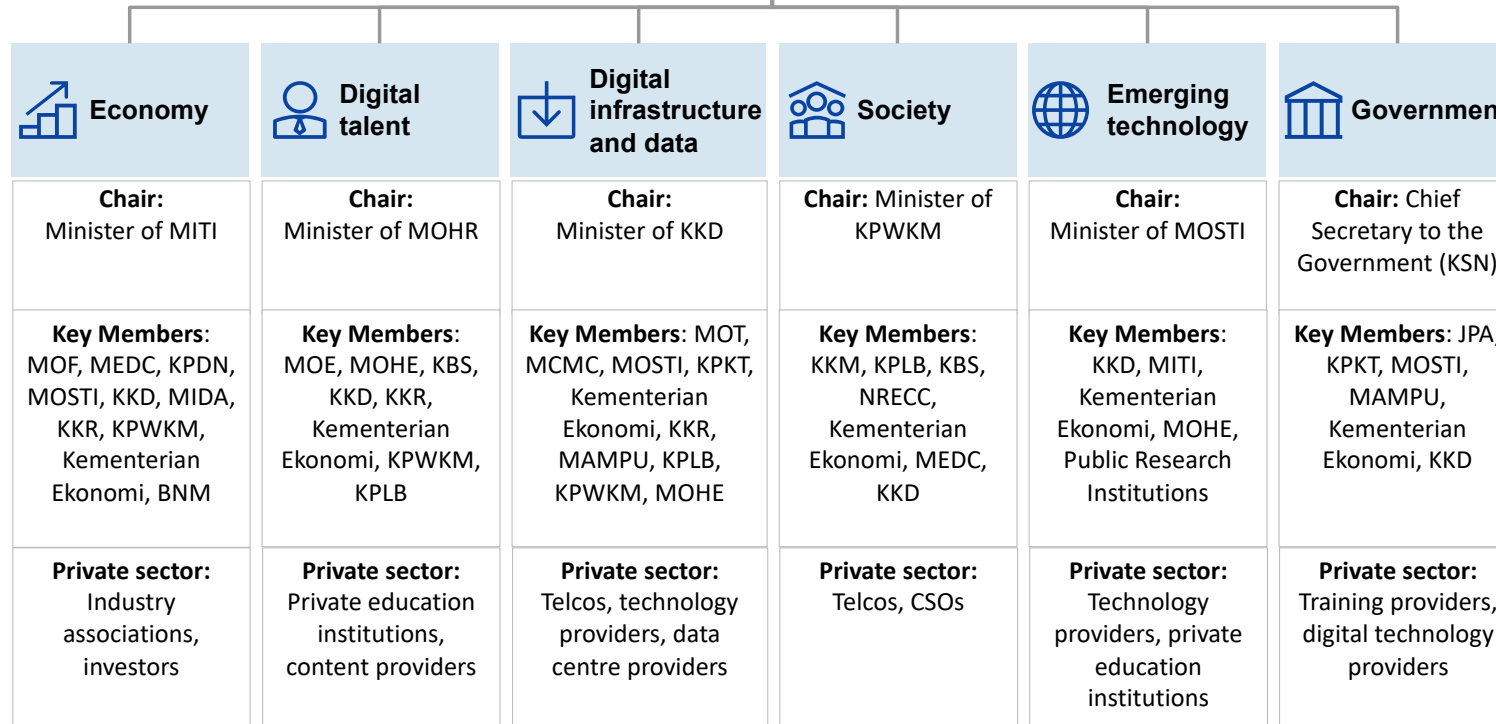 Economy
Digital
talent
Digital
infrastructure
and data
Society
Emerging
technology
Governmen
Chair:
Minister of MITI
Chair:
Minister of MOHR
Chair:
Minister of KKD
Chair: Minister of
KPWKM
Chair:
Minister of MOSTI
Chair: Chief
Secretary to the
Government (KSN)
Key Members:
MOF, MEDC, KPDN,
MOSTI, KKD, MIDA,
KKR, KPWKM,
Kementerian
Ekonomi, BNM
Key Members:
MOE, MOHE, KBS,
KKD, KKR,
Kementerian
Ekonomi, KPWKM,
KPLB
Key Members: MOT,
MCMC, MOSTI, KPKT,
Kementerian
Ekonomi, KKR,
MAMPU, KPLB,
KPWKM, MOHE
Key Members:
KKM, KPLB, KBS,
NRECC,
Kementerian
Ekonomi, MEDC,
KKD
Key Members:
KKD, MITI,
Kementerian
Ekonomi, MOHE,
Public Research
Institutions
Key Members: JPA,
KPKT, MOSTI,
MAMPU,
Kementerian
Ekonomi, KKD
Private sector:
Industry
associations,
investors
Private sector:
Private education
institutions,
content providers
Private sector:
Telcos, technology
providers, data
centre providers
Private sector:
Telcos, CSOs
Private sector:
Technology
providers, private
education
institutions
Private sector:
Training providers,
digital technology
providers